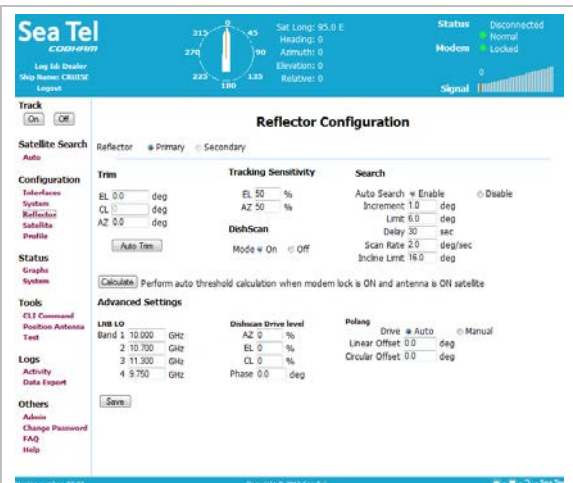 Sea Tel
COBHAM
Log Id: Dealer
Ship Name: CRUISE
Logout
315 0 45
270 90
225 180 135
Sat Long: 95.0 E
Heading: 0
Azimuth: 0
Elevation: 0
Relative: 0
Status Disconnected
Normal
Modem Locked
0
Signal
Track
On Off
Satellite Search
Auto
Configuration
Interfaces
System
Reflector
Satellite
Profile
Status
Graphs
System
Tools
CLI Command
Position Antenna
Test
Logs
Activity
Data Export
Others
Admin
Change Password
FAQ
Help
Reflector Configuration
Reflector Primary Secondary
Trim
EL 0.0 deg
CL 0 deg
AZ 0.0 deg
Auto Trim
Tracking Sensitivity
EL 50 %
AZ 50 %
DishScan
Mode On Off
Search
Auto Search Enable Disable
Increment 1.0 deg
Limit 6.0 deg
Delay 30 sec
Scan Rate 2.0 deg/sec
Incline Limit 16.0 deg
Calculate Perform auto threshold calculation when modem lock is ON and antenna is ON satellite
Advanced Settings
LNB LO
Band 1 10.000 GHz
2 10.700 GHz
3 11.300 GHz
4 9.750 GHz
Dishscan Drive level
AZ 0 %
EL 0 %
CL 0 %
Phase 0.0 deg
Polang
Drive Auto Manual
Linear Offset 0.0 deg
Circular Offset 0.0 deg
Save
Sea Tel